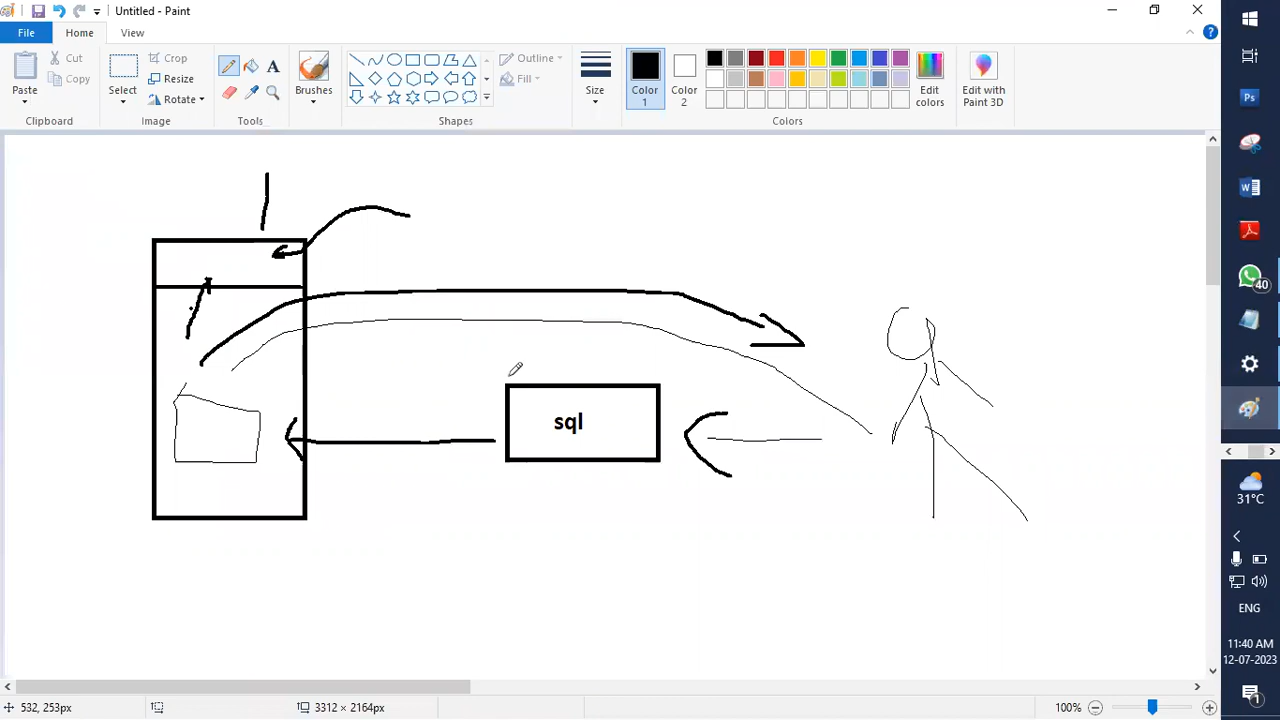 Untitled - Paint
File
Home
View
Paste
Cut
Copy
Clipboard
Select
Crop
Resize
Rotate
Image
A
Tools
Brushes
Shapes
Outline
Fill
Size
Color 1
Color 2
Colors
Edit colors
Edit with Paint 3D
?
Ps
W
40
sql
31°C
ENG
11:40 AM
12-07-2023
1
532, 253px
3312 × 2164px
100%